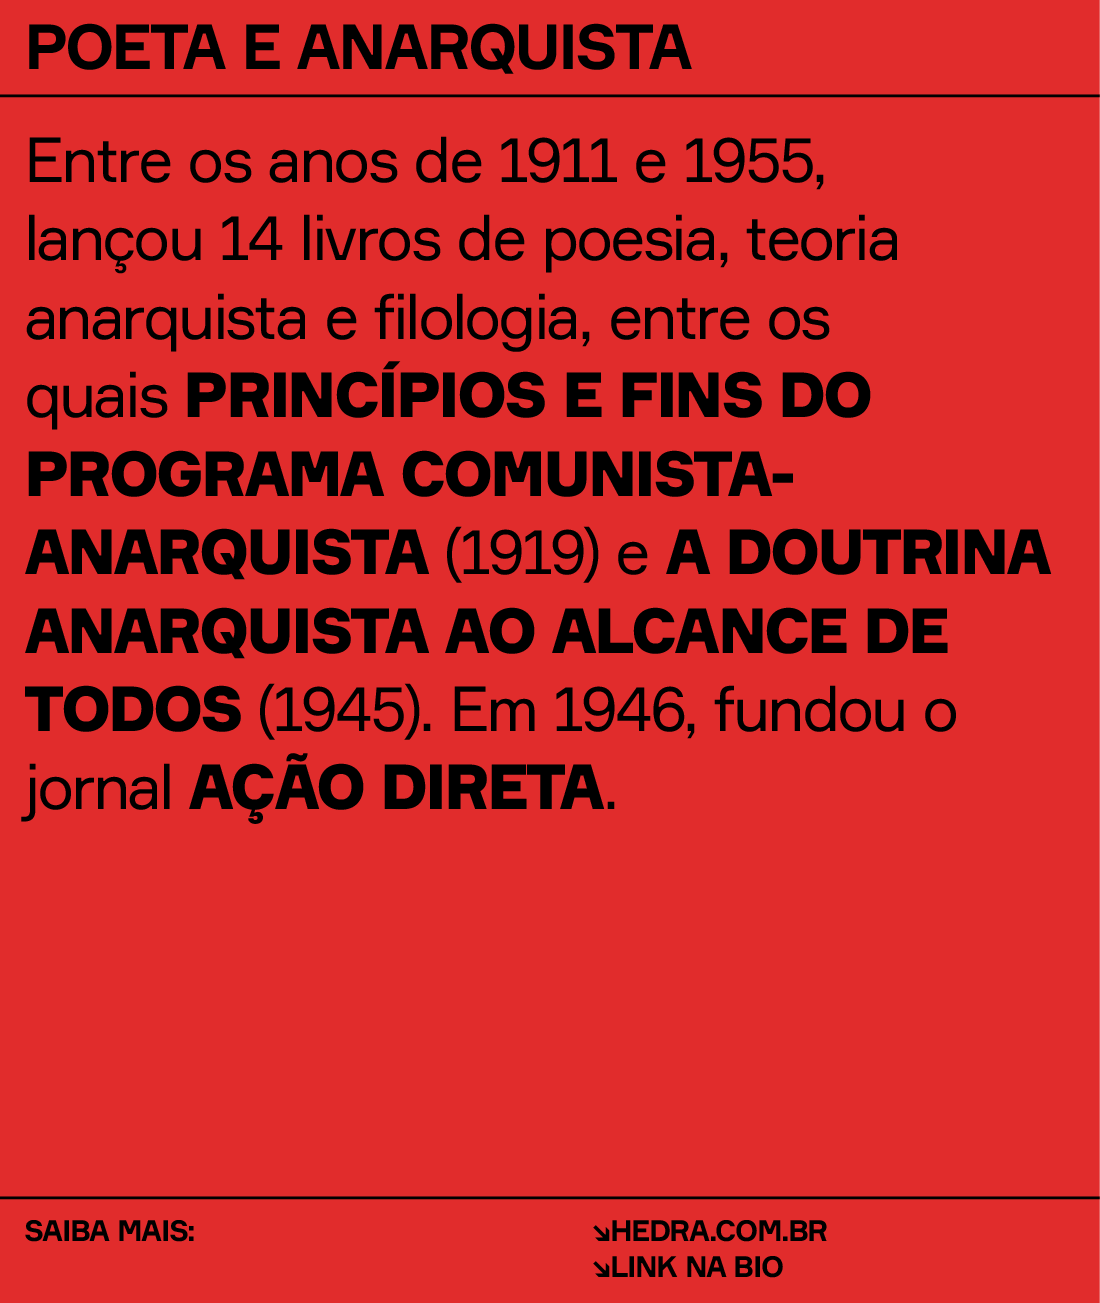 POETA E ANARQUISTA
Entre os anos de 1911 e 1955,
lançou 14 livros de poesia, teoria
anarquista e filologia, entre os
quais PRINCÍPIOS E FINS DO
PROGRAMA COMUNISTA-
ANARQUISTA (1919) e A DOUTRINA
ANARQUISTA AO ALCANCE DE
TODOS (1945). Em 1946, fundou o
jornal AÇÃO DIRETA.
SAIBA MAIS:
↘HEDRA.COM.BR
↘LINK NA BIO